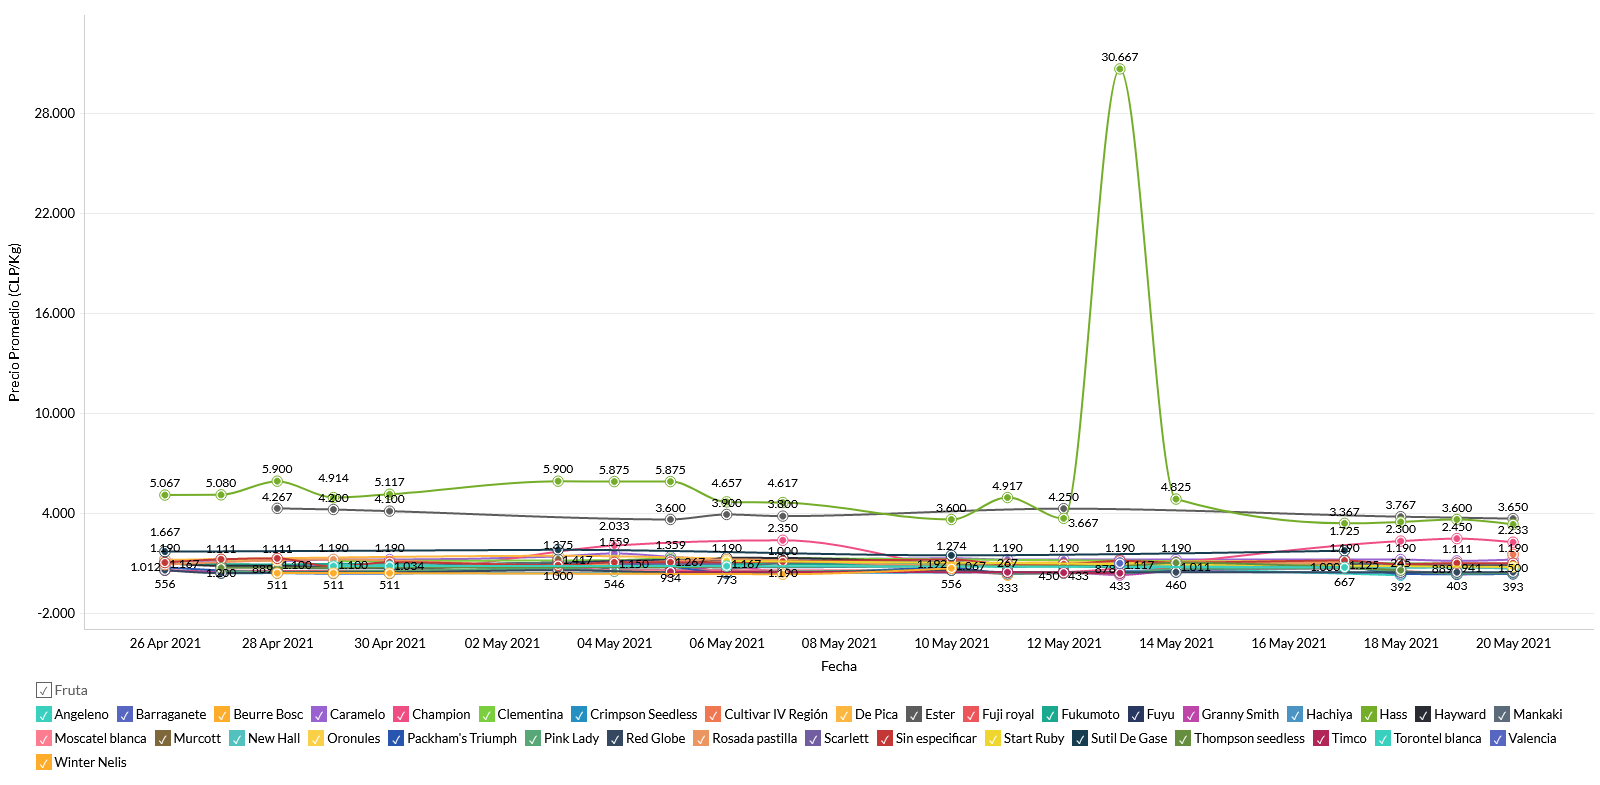 30.667
28.000
22.000
16.000
10.000
4.000
-2.000
Precio Promedio (CLP/Kg)
5.067 5.080 5.900 4.914 5.117 5.900 5.875 5.875 4.657 4.617 3.600 4.917 3.667 4.825 3.367 3.600
4.267 4.200 4.100 3.600 3.900 3.800 4.250 3.767 3.650
2.033 2.350 2.300 2.450 2.233
1.667 1.375 1.559 1.359 1.274 1.725
1.190 1.111 1.111 1.190 1.190 1.190 1.000 1.190 1.190 1.190 1.190 1.190 1.111 1.190
1.012 1.167 1.200 889 1.100 1.100 1.034 1.417 1.150 1.267 1.167 1.192 1.067 267 878 1.117 1.011 1.000 1.125 245 889 941 1.500
556 511 511 511 1.000 546 934 773 1.190 556 333 450 433 433 460 667 392 403 393
26 Apr 2021 28 Apr 2021 30 Apr 2021 02 May 2021 04 May 2021 06 May 2021 08 May 2021 10 May 2021 12 May 2021 14 May 2021 16 May 2021 18 May 2021 20 May 2021
Fecha
Fruta
Angeleno Barraganete Beurre Bosc Caramelo Champion Clementina Crimpson Seedless Cultivar IV Región De Pica Ester Fuji royal Fukumoto Fuyu Granny Smith Hachiya Hass Hayward Mankaki
Moscatel blanca Murcott New Hall Oronules Packham's Triumph Pink Lady Red Globe Rosada pastilla Scarlett Sin especificar Start Ruby Sutil De Gase Thompson seedless Timco Torontel blanca Valencia
Winter Nelis